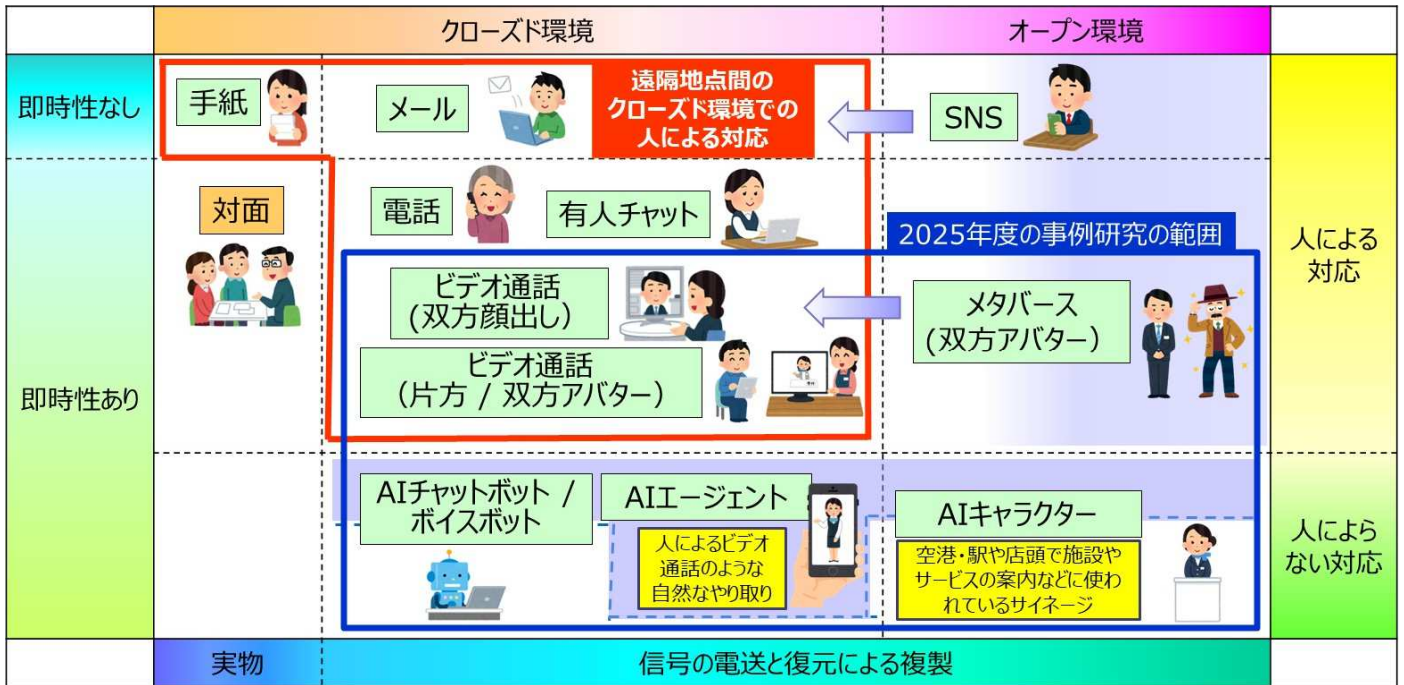 クローズド環境
オープン環境
即時性なし
手紙
メール
遠隔地点間の
クローズド環境での
人による対応
SNS
対面
電話
有人チャット
2025年度の事例研究の範囲
人による
対応
ビデオ通話
(双方顔出し)
メタバース
(双方アバター)
ビデオ通話
(片方 / 双方アバター)
即時性あり
AIチャットボット /
ボイスボット
AIエージェント
人によるビデオ
通話のような
自然なやり取り
AIキャラクター
空港・駅や店頭で施設や
サービスの案内などに使わ
れているサイネージ
人によら
ない対応
実物
信号の電送と復元による複製